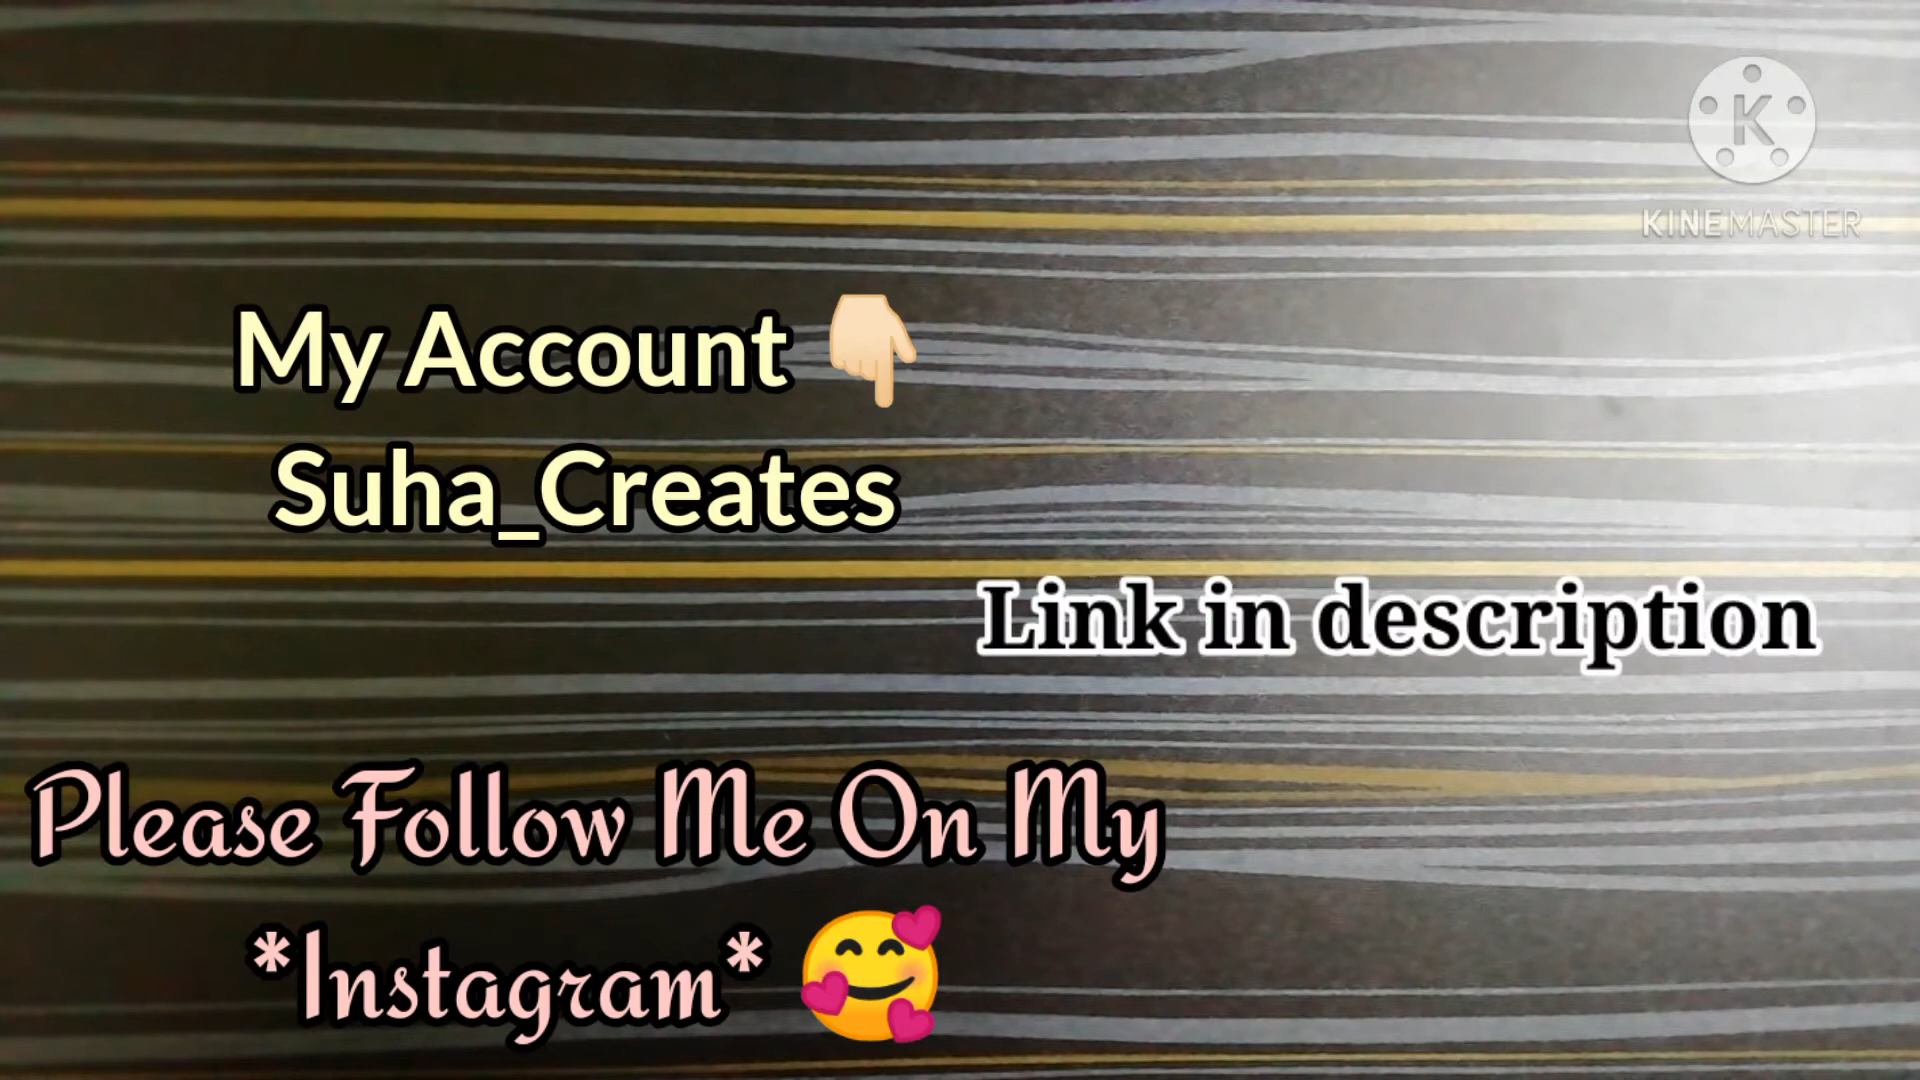 KINEMASTER
My Account 👇🏻
Suha_Creates
Link in description
Please Follow Me On My
*Instagram* 🥰